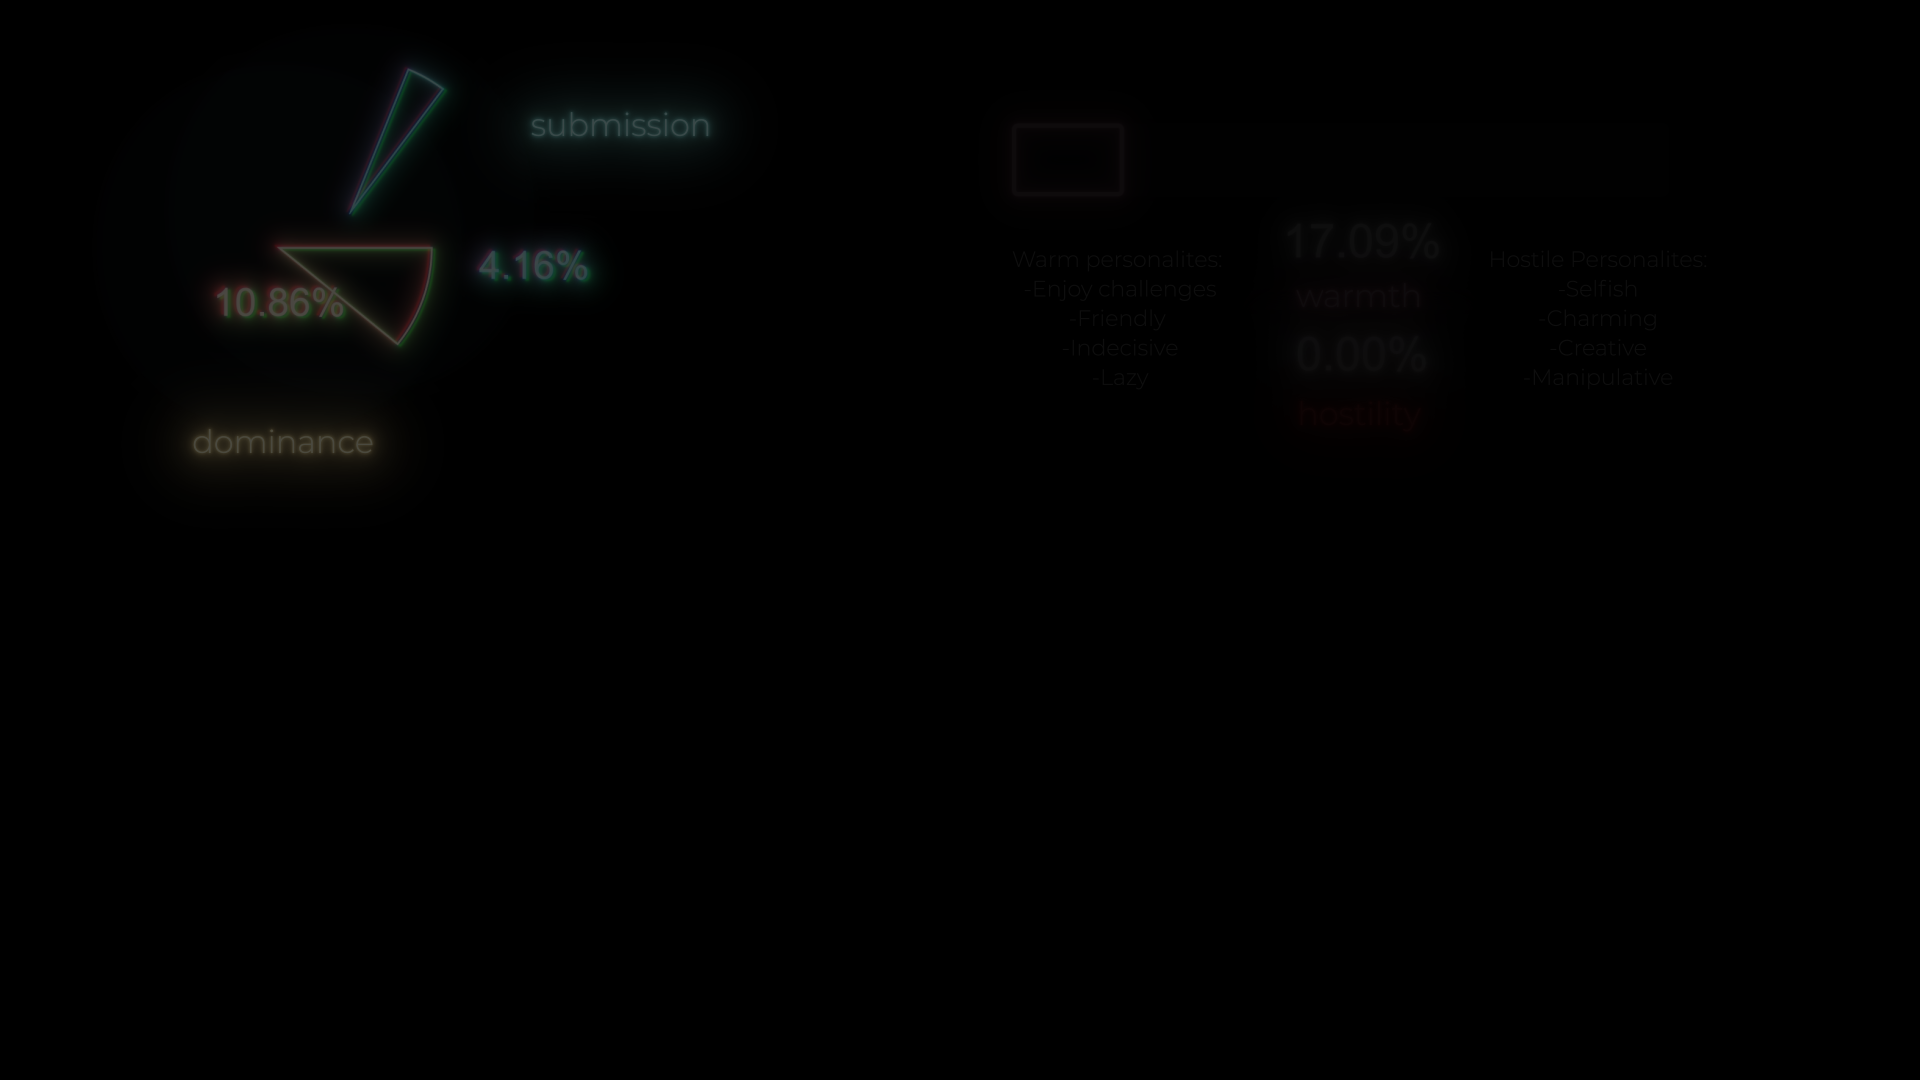 submission
4.16%
10.86%
dominance
17.09%
warmth
0.00%
hostility
Warm personalites:
-Enjoy challenges
-Friendly
-Indecisive
-Lazy
Hostile Personalites:
-Selfish
-Charming
-Creative
-Manipulative